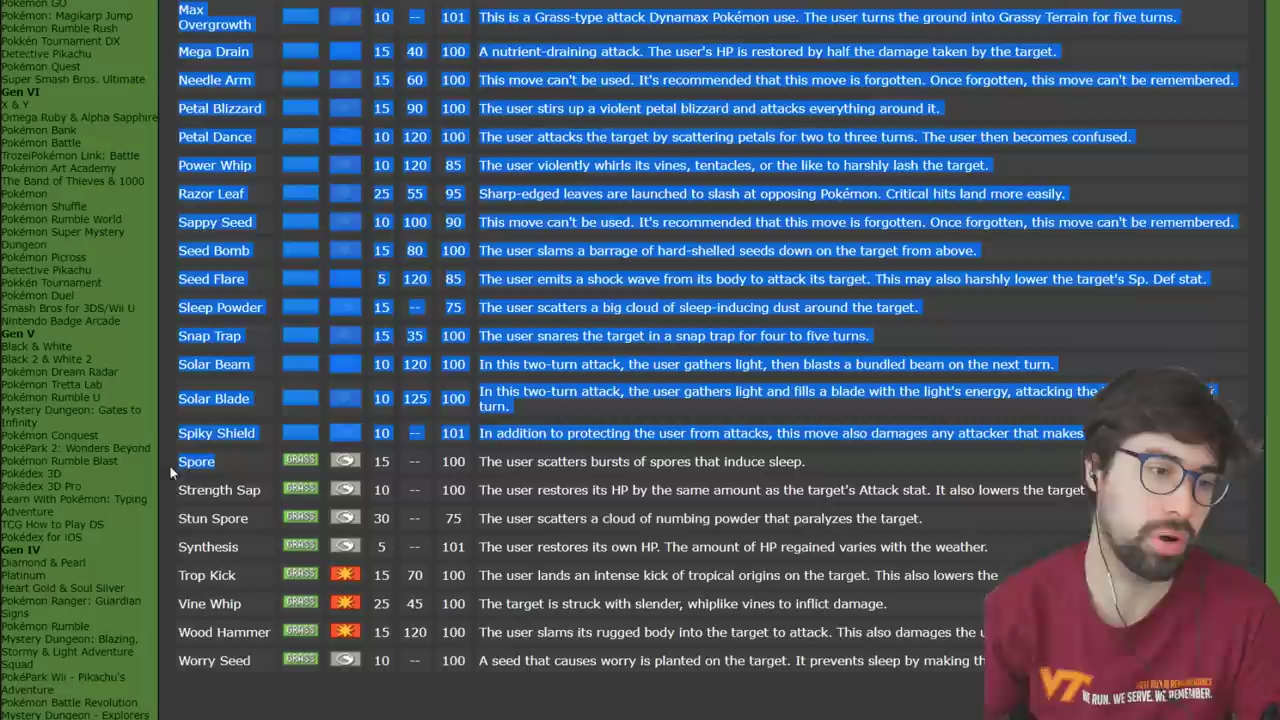 Pokémon GO
Pokémon: Magikarp Jump
Pokémon Rumble Rush
Pokkén Tournament DX
Detective Pikachu
Pokémon Quest
Super Smash Bros. Ultimate
Gen VI
X & Y
Omega Ruby & Alpha Sapphire
Pokémon Bank
Pokémon Battle
TrozeiPokémon Link: Battle
Pokémon Art Academy
The Band of Thieves & 1000
Pokémon
Pokémon Shuffle
Pokémon Rumble World
Pokémon Super Mystery
Dungeon
Pokémon Picross
Detective Pikachu
Pokkén Tournament
Pokémon Duel
Smash Bros for 3DS/Wii U
Nintendo Badge Arcade
Gen V
Black & White
Black 2 & White 2
Pokémon Dream Radar
Pokémon Tretta Lab
Pokémon Rumble U
Mystery Dungeon: Gates to
Infinity
Pokémon Conquest
PokéPark 2: Wonders Beyond
Pokémon Rumble Blast
Pokédex 3D
Pokédex 3D Pro
Learn With Pokémon: Typing
Adventure
TCG How to Play DS
Pokédex for iOS
Gen IV
Diamond & Pearl
Platinum
Heart Gold & Soul Silver
Pokémon Ranger: Guardian
Signs
Pokémon Rumble
Mystery Dungeon: Blazing,
Stormy & Light Adventure
Squad
PokéPark Wii - Pikachu's
Adventure
Pokémon Battle Revolution
Mystery Dungeon - Explorers
Max
Overgrowth 10 -- 101 This is a Grass-type attack Dynamax Pokémon use. The user turns the ground into Grassy Terrain for five turns.
Mega Drain 15 40 100 A nutrient-draining attack. The user's HP is restored by half the damage taken by the target.
Needle Arm 15 60 100 This move can't be used. It's recommended that this move is forgotten. Once forgotten, this move can't be remembered.
Petal Blizzard 15 90 100 The user stirs up a violent petal blizzard and attacks everything around it.
Petal Dance 10 120 100 The user attacks the target by scattering petals for two to three turns. The user then becomes confused.
Power Whip 10 120 85 The user violently whirls its vines, tentacles, or the like to harshly lash the target.
Razor Leaf 25 55 95 Sharp-edged leaves are launched to slash at opposing Pokémon. Critical hits land more easily.
Sappy Seed 10 100 90 This move can't be used. It's recommended that this move is forgotten. Once forgotten, this move can't be remembered.
Seed Bomb 15 80 100 The user slams a barrage of hard-shelled seeds down on the target from above.
Seed Flare 5 120 85 The user emits a shock wave from its body to attack its target. This may also harshly lower the target's Sp. Def stat.
Sleep Powder 15 -- 75 The user scatters a big cloud of sleep-inducing dust around the target.
Snap Trap 15 35 100 The user snares the target in a snap trap for four to five turns.
Solar Beam 10 120 100 In this two-turn attack, the user gathers light, then blasts a bundled beam on the next turn.
Solar Blade 10 125 100 In this two-turn attack, the user gathers light and fills a blade with the light's energy, attacking the
turn.
Spiky Shield 10 -- 101 In addition to protecting the user from attacks, this move also damages any attacker that makes
Spore GRASS 15 -- 100 The user scatters bursts of spores that induce sleep.
Strength Sap GRASS 10 -- 100 The user restores its HP by the same amount as the target's Attack stat. It also lowers the target
Stun Spore GRASS 30 -- 75 The user scatters a cloud of numbing powder that paralyzes the target.
Synthesis GRASS 5 -- 101 The user restores its own HP. The amount of HP regained varies with the weather.
Trop Kick GRASS 15 70 100 The user lands an intense kick of tropical origins on the target. This also lowers the
Vine Whip GRASS 25 45 100 The target is struck with slender, whiplike vines to inflict damage.
Wood Hammer GRASS 15 120 100 The user slams its rugged body into the target to attack. This also damages the u
Worry Seed GRASS 10 -- 100 A seed that causes worry is planted on the target. It prevents sleep by making th
VT
WE RUN. WE SERVE. WE REMEMBER.